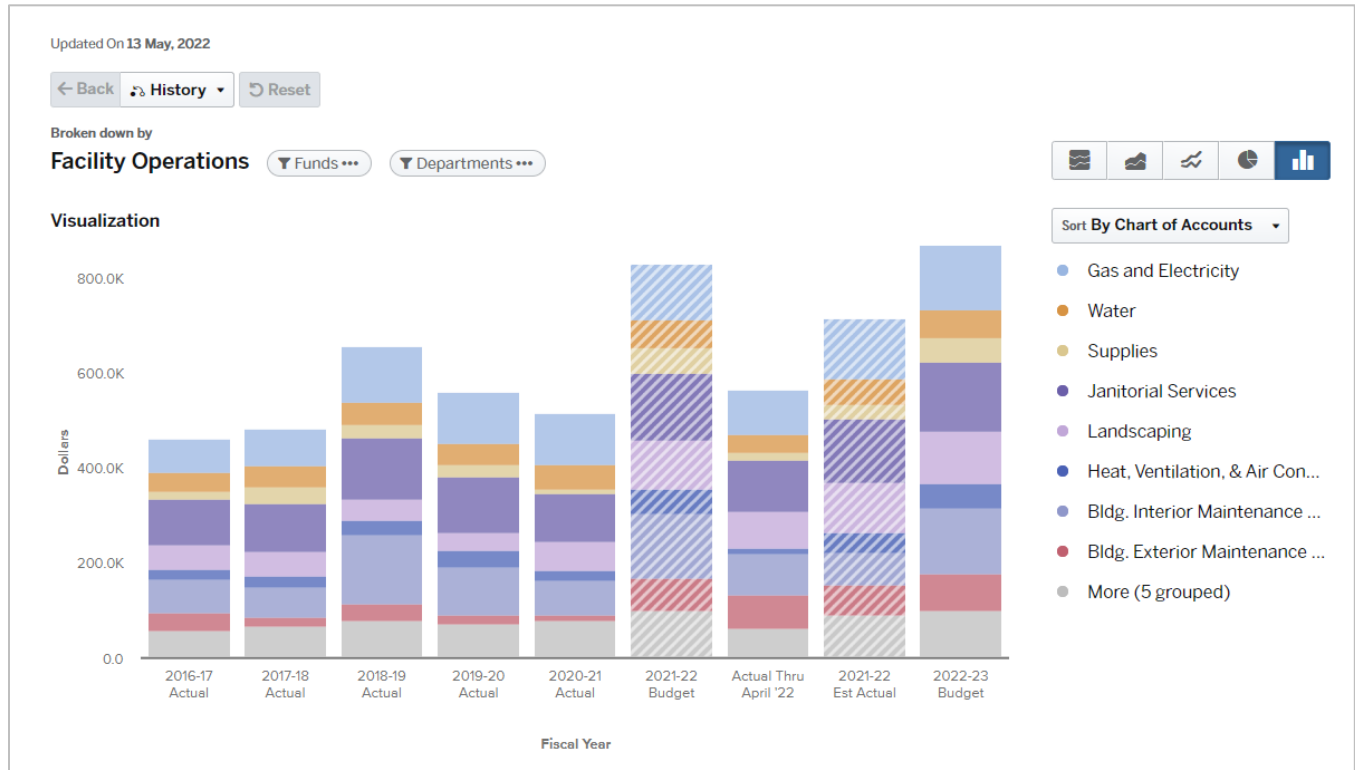 Updated On 13 May, 2022
← Back History ▾ Reset
Broken down by
Facility Operations Funds ••• Departments •••
Visualization
Sort By Chart of Accounts ▾
Gas and Electricity
Water
Supplies
Janitorial Services
Landscaping
Heat, Ventilation, & Air Con...
Bldg. Interior Maintenance ...
Bldg. Exterior Maintenance ...
More (5 grouped)
Dollars
800.0K
600.0K
400.0K
200.0K
0.0
2016-17 Actual
2017-18 Actual
2018-19 Actual
2019-20 Actual
2020-21 Actual
2021-22 Budget
Actual Thru April '22
2021-22 Est Actual
2022-23 Budget
Fiscal Year